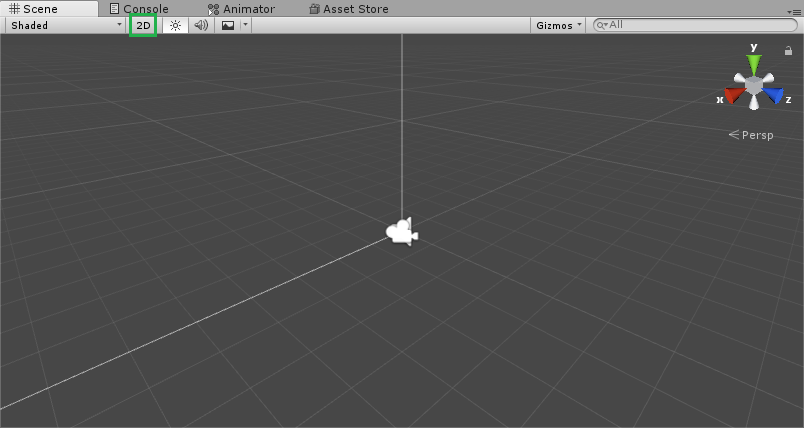 Scene Console Animator Asset Store
Shaded 2D Gizmos All
y
x z
Persp